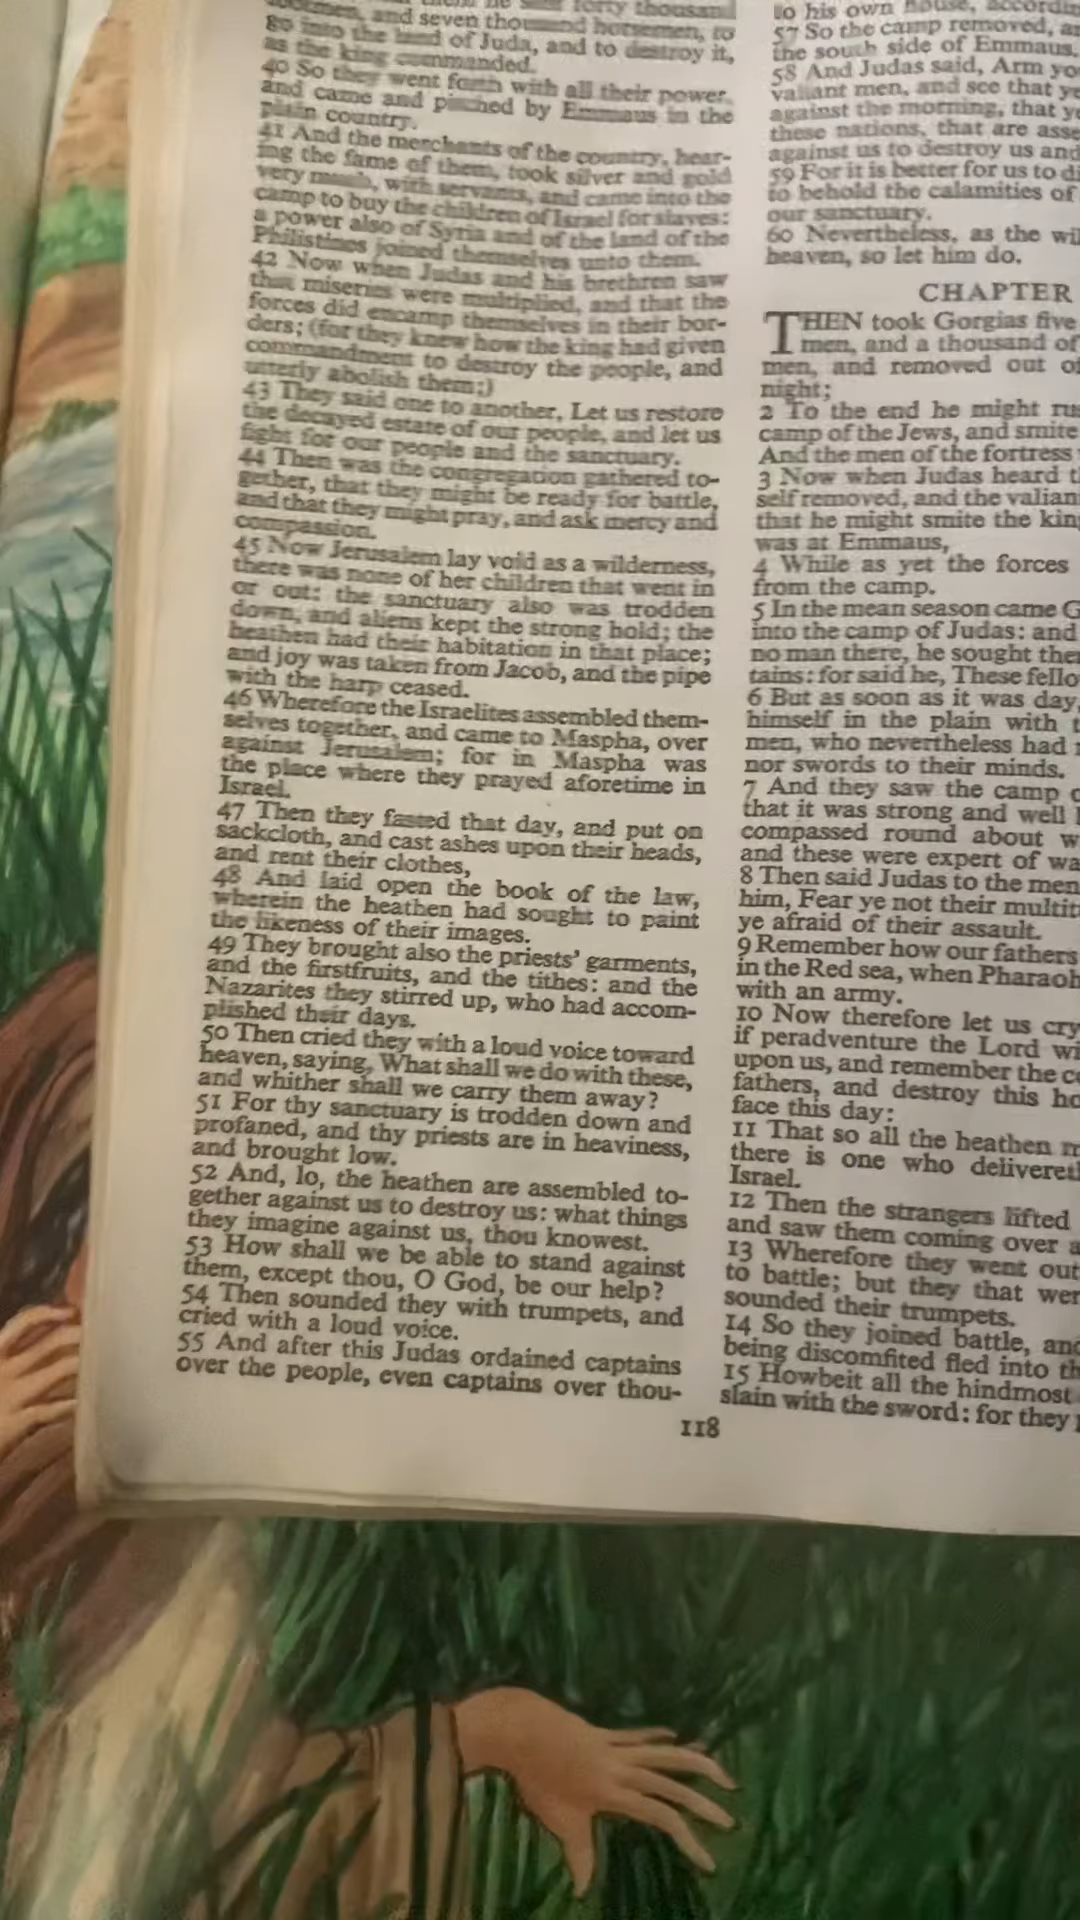 forty thousand
footmen, and seven thousand horsemen, to
go into the land of Juda, and to destroy it,
as the king commanded.
40 So they went forth with all their power,
and came and pitched by Emmaus in the
plain country.
41 And the merchants of the country, hear-
ing the fame of them, took silver and gold
very much, with servants, and came into the
camp to buy the children of Israel for slaves:
a power also of Syria and of the land of the
Philistines joined themselves unto them.
42 Now when Judas and his brethren saw
that miseries were multiplied, and that the
forces did encamp themselves in their bor-
ders; (for they knew how the king had given
commandment to destroy the people, and
utterly abolish them;)
43 They said one to another, Let us restore
the decayed estate of our people, and let us
fight for our people and the sanctuary.
44 Then was the congregation gathered to-
gether, that they might be ready for battle,
and that they might pray, and ask mercy and
compassion.
45 Now Jerusalem lay void as a wilderness,
there was none of her children that went in
or out: the sanctuary also was trodden
down, and aliens kept the strong hold; the
heathen had their habitation in that place;
and joy was taken from Jacob, and the pipe
with the harp ceased.
46 Wherefore the Israelites assembled them-
selves together, and came to Maspha, over
against Jerusalem; for in Maspha was
the place where they prayed aforetime in
Israel.
47 Then they fasted that day, and put on
sackcloth, and cast ashes upon their heads,
and rent their clothes,
48 And laid open the book of the law,
wherein the heathen had sought to paint
the likeness of their images.
49 They brought also the priests' garments,
and the firstfruits, and the tithes: and the
Nazarites they stirred up, who had accom-
plished their days.
50 Then cried they with a loud voice toward
heaven, saying, What shall we do with these,
and whither shall we carry them away?
51 For thy sanctuary is trodden down and
profaned, and thy priests are in heaviness,
and brought low.
52 And, lo, the heathen are assembled to-
gether against us to destroy us: what things
they imagine against us, thou knowest.
53 How shall we be able to stand against
them, except thou, O God, be our help?
54 Then sounded they with trumpets, and
cried with a loud voice.
55 And after this Judas ordained captains
over the people, even captains over thou-
to his own house,
57 So the camp removed,
the south side of Emmaus.
58 And Judas said, Arm
valiant men, and see that ye
against the morning, that
these nations, that are
against us to destroy us and
59 For it is better for us to
to behold the calamities of
our sanctuary.
60 Nevertheless, as the
heaven, so let him do.
CHAPTER
THEN took Gorgias five
men, and a thousand of
men, and removed out
night;
2 To the end he might
camp of the Jews, and smite
And the men of the fortress
3 Now when Judas heard
self removed, and the
that he might smite the
was at Emmaus,
4 While as yet the forces
from the camp.
5 In the mean season came
into the camp of Judas: and
no man there, he sought
tains: for said he, These
6 But as soon as it was day,
himself in the plain with
men, who nevertheless had
nor swords to their minds.
7 And they saw the camp
that it was strong and well
compassed round about
and these were expert of
8 Then said Judas to the men
him, Fear ye not their
ye afraid of their assault.
9 Remember how our fathers
in the Red sea, when Pharaoh
with an army.
10 Now therefore let us cry
if peradventure the Lord
upon us, and remember the
fathers, and destroy this
face this day:
11 That so all the heathen
there is one who
Israel.
12 Then the strangers lifted
and saw them coming over
13 Wherefore they went out
to battle; but they that
sounded their trumpets.
14 So they joined battle,
being discomfited fled into
15 Howbeit all the hindmost
slain with the sword: for they
118